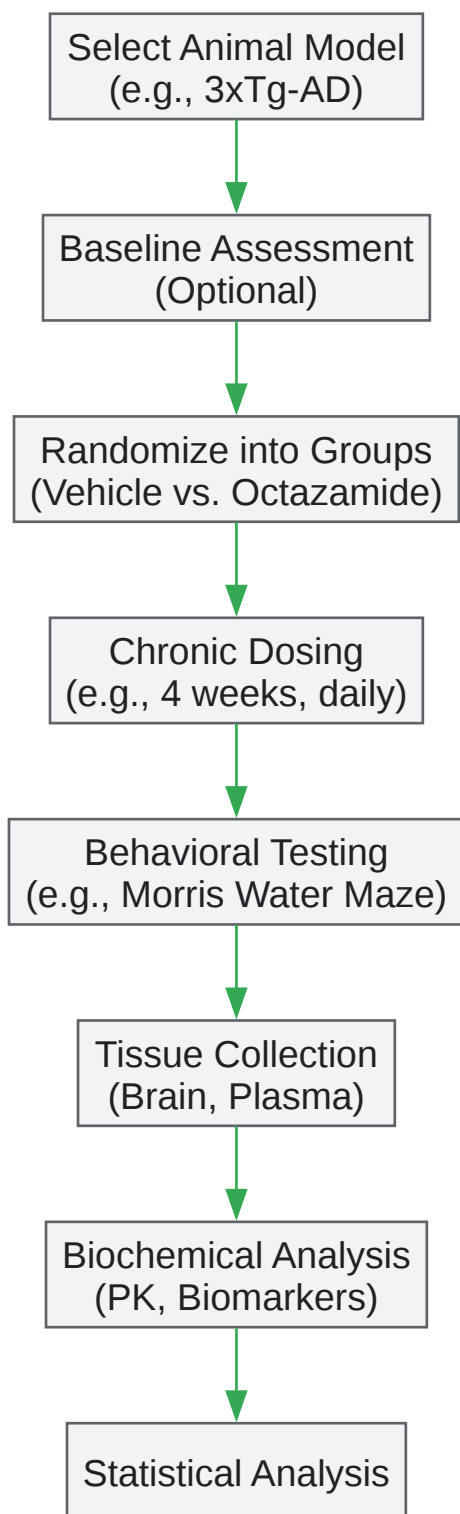 Select Animal Model
(e.g., 3xTg-AD)
Baseline Assessment
(Optional)
Randomize into Groups
(Vehicle vs. Octazamide)
Chronic Dosing
(e.g., 4 weeks, daily)
Behavioral Testing
(e.g., Morris Water Maze)
Tissue Collection
(Brain, Plasma)
Biochemical Analysis
(PK, Biomarkers)
Statistical Analysis